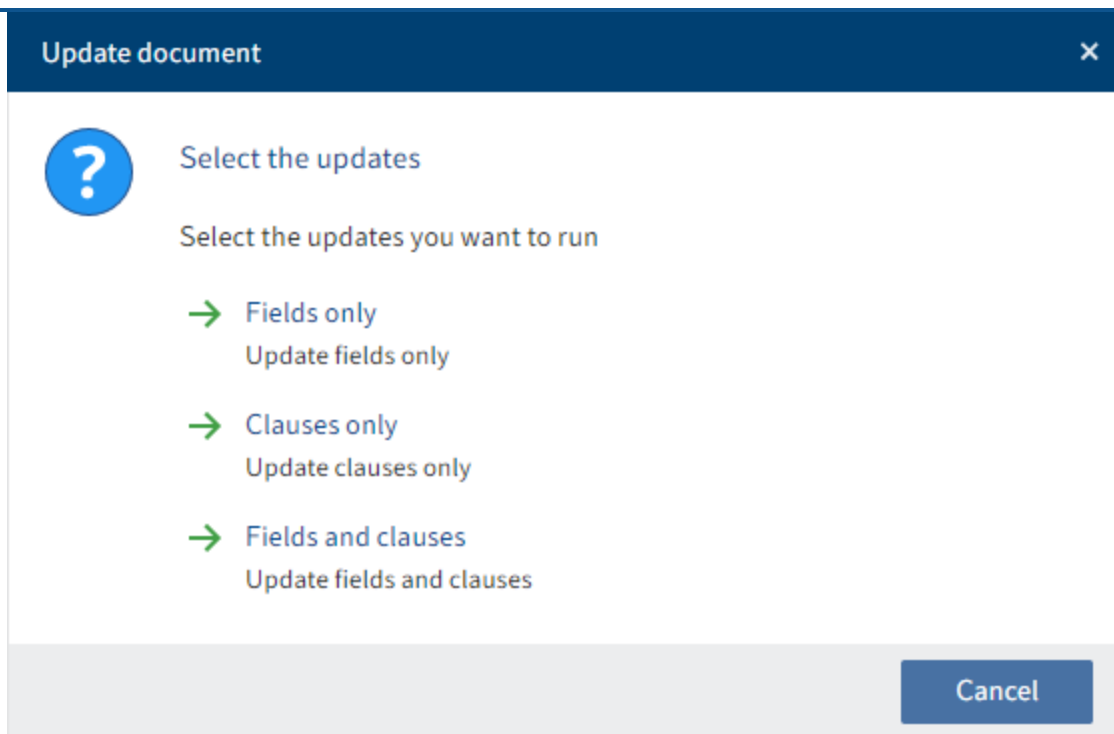 Update document
Select the updates
Select the updates you want to run
Fields only
Update fields only
Clauses only
Update clauses only
Fields and clauses
Update fields and clauses
Cancel